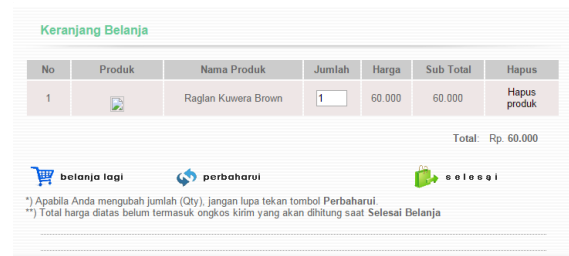 Keranjang Belanja
No Produk Nama Produk Jumlah Harga Sub Total Hapus
1 Raglan Kuwera Brown 1 60.000 60.000 Hapus produk
Total: Rp. 60.000
belanja lagi perbaharui selesai
*) Apabila Anda mengubah jumlah (Qty), jangan lupa tekan tombol Perbaharui.
**) Total harga diatas belum termasuk ongkos kirim yang akan dihitung saat Selesai Belanja